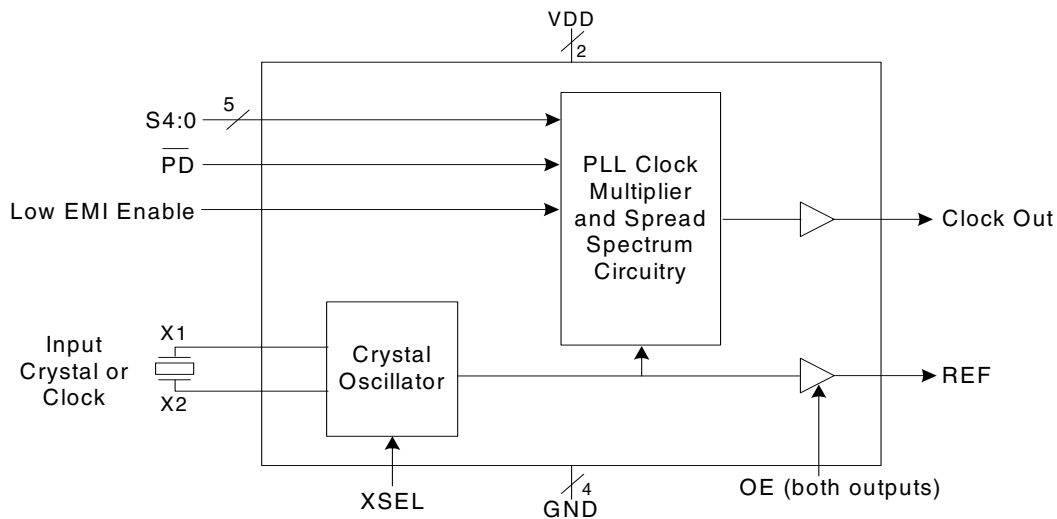 VDD
2
S4:0
5
PD
Low EMI Enable
PLL Clock
Multiplier
and Spread
Spectrum
Circuitry
Clock Out
Input
Crystal or
Clock
X1
X2
Crystal
Oscillator
REF
XSEL
4
GND
OE (both outputs)